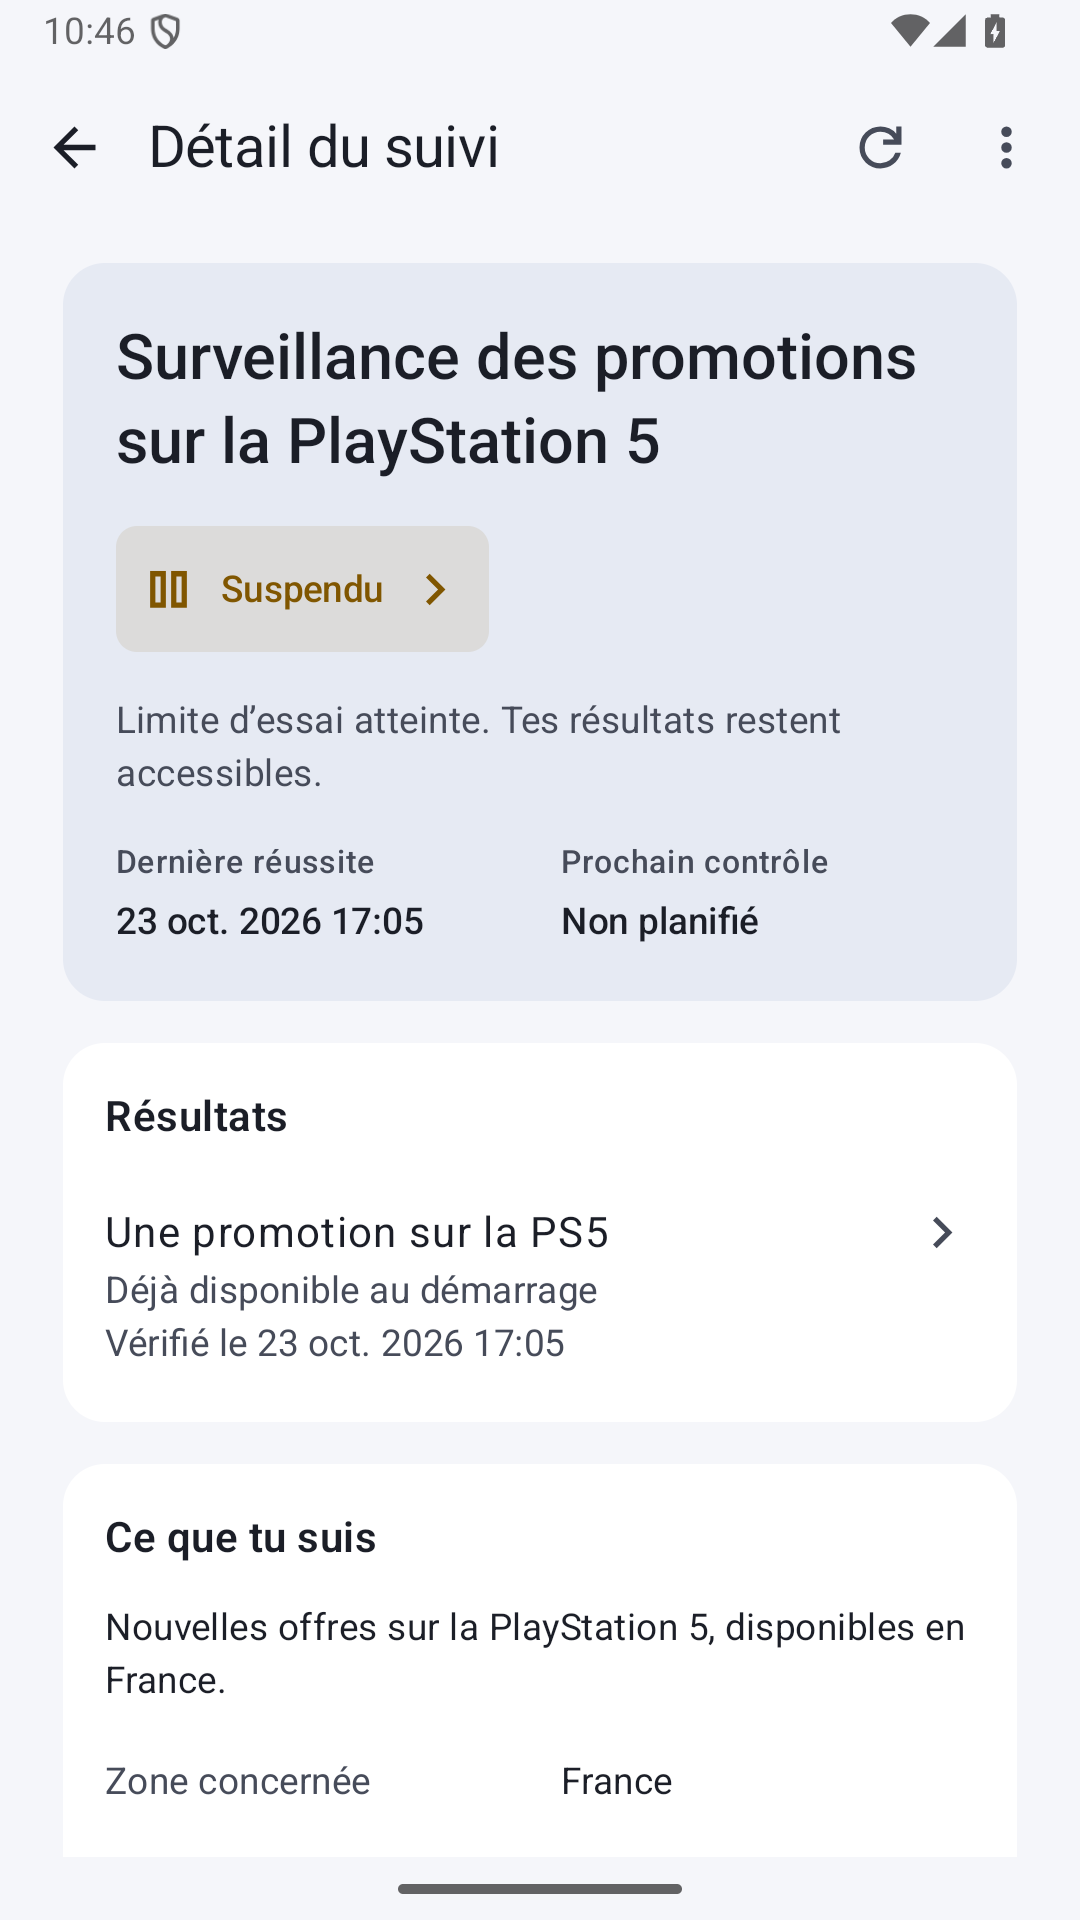 10:46
Détail du suivi
Surveillance des promotions
sur la PlayStation 5
Suspendu
Limite d’essai atteinte. Tes résultats restent
accessibles.
Dernière réussite
Prochain contrôle
23 oct. 2026 17:05
Non planifié
Résultats
Une promotion sur la PS5
Déjà disponible au démarrage
Vérifié le 23 oct. 2026 17:05
Ce que tu suis
Nouvelles offres sur la PlayStation 5, disponibles en
France.
Zone concernée
France